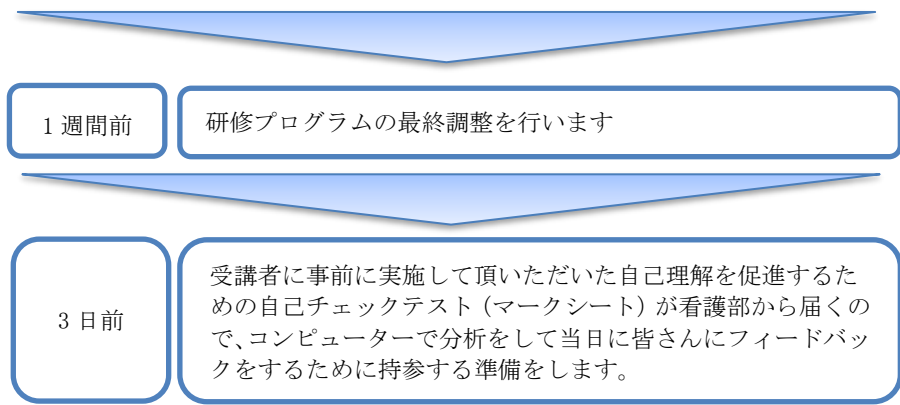 1 週間前
研修プログラムの最終調整を行います
3 日前
受講者に事前に実施して頂いただいた自己理解を促進するた
めの自己チェックテスト（マークシート）が看護部から届くの
で、コンピューターで分析をして当日に皆さんにフィードバッ
クをするために持参する準備をします。